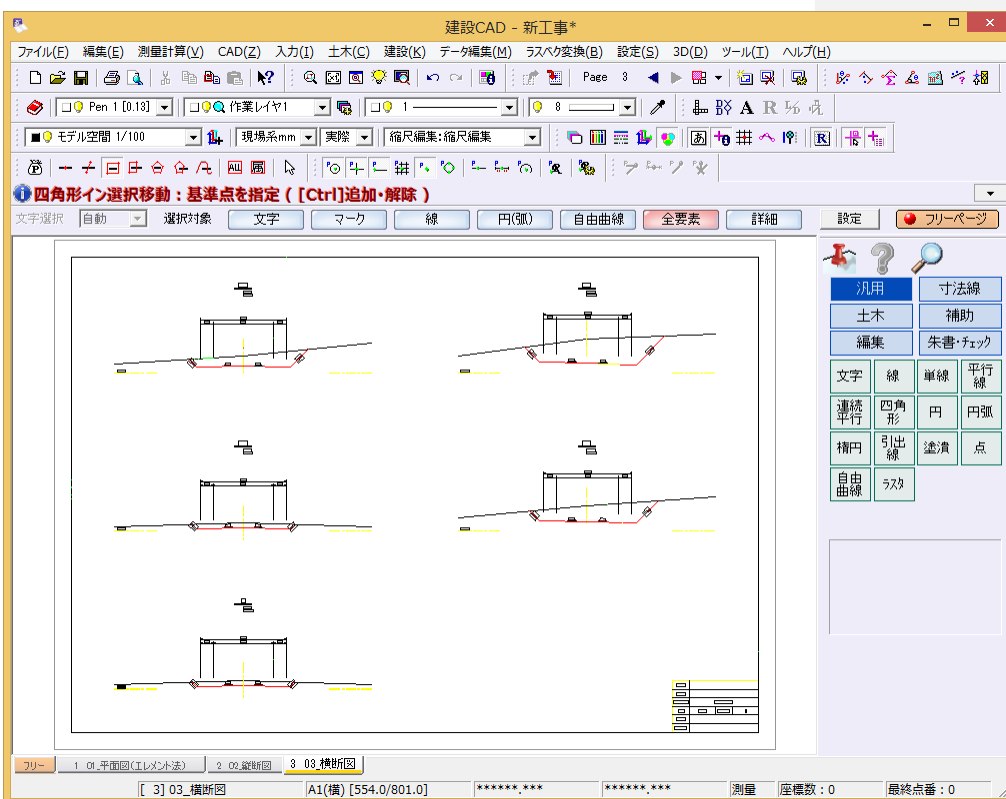 建設CAD - 新工事*
ファイル(F) 編集(E) 測量計算(V) CAD(Z) 入力(I) 土木(C) 建設(K) データ編集(M) ラスベク変換(B) 設定(S) 3D(D) ツール(T) ヘルプ(H)
Page 3
Pen 1 [0.13] 作業レイヤ1 1 8
モデル空間 1/100 現場系mm 実際 縮尺編集:縮尺編集
四角形イン選択移動:基準点を指定 ( [Ctrl]追加・解除 )
文字選択 自動 選択対象 文字 マーク 線 円(弧) 自由曲線 全要素 詳細 設定 フリーページ
汎用 寸法線
土木 補助
編集 朱書・チェック
文字 線 単線 平行線
連続平行 四角形 円 円弧
楕円 引出線 塗潰 点
自由曲線 ラスタ
フリー 1 01_平面図(エレメント法) 2 02_縦断図 3 03_横断図
[ 3] 03_横断図 A1(横) [554.0/801.0] ******.*** ******.*** 測量 座標数:0 最終点番:0